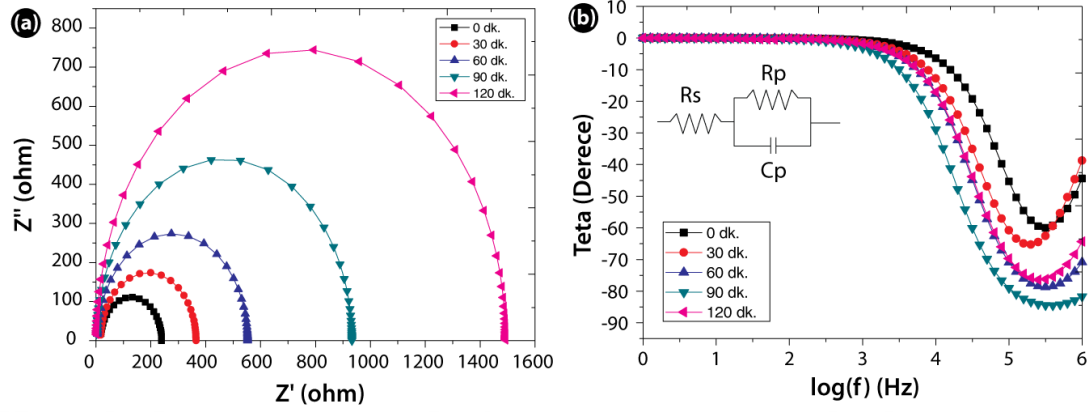 (a)
800
700
600
500
400
300
200
100
0
Z'' (ohm)
0 dk.
30 dk.
60 dk.
90 dk.
120 dk.
0 200 400 600 800 1000 1200 1400 1600
Z' (ohm)
(b)
10
0
-10
-20
-30
-40
-50
-60
-70
-80
-90
Teta (Derece)
Rs
Rp
Cp
0 dk.
30 dk.
60 dk.
90 dk.
120 dk.
0 1 2 3 4 5 6
log(f) (Hz)